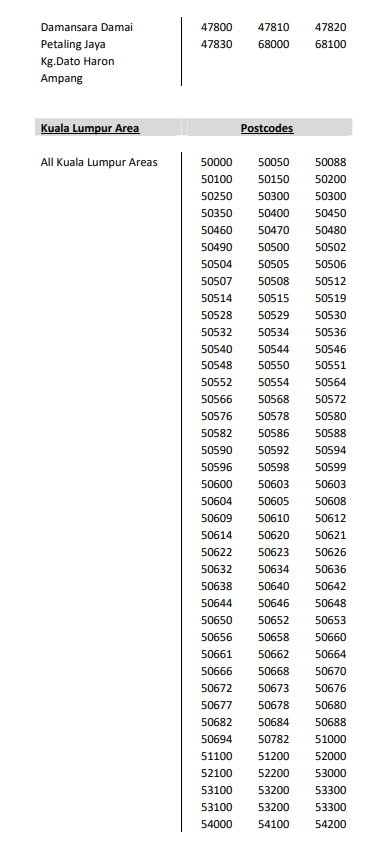 Damansara Damai 47800 47810 47820
Petaling Jaya 47830 68000 68100
Kg.Dato Haron
Ampang
Kuala Lumpur Area Postcodes
All Kuala Lumpur Areas 50000 50050 50088
50100 50150 50200
50250 50300 50300
50350 50400 50450
50460 50470 50480
50490 50500 50502
50504 50505 50506
50507 50508 50512
50514 50515 50519
50528 50529 50530
50532 50534 50536
50540 50544 50546
50548 50550 50551
50552 50554 50564
50566 50568 50572
50576 50578 50580
50582 50586 50588
50590 50592 50594
50596 50598 50599
50600 50603 50603
50604 50605 50608
50609 50610 50612
50614 50620 50621
50622 50623 50626
50632 50634 50636
50638 50640 50642
50644 50646 50648
50650 50652 50653
50656 50658 50660
50661 50662 50664
50666 50668 50670
50672 50673 50676
50677 50678 50680
50682 50684 50688
50694 50782 51000
51100 51200 52000
52100 52200 53000
53100 53200 53300
53100 53200 53300
54000 54100 54200